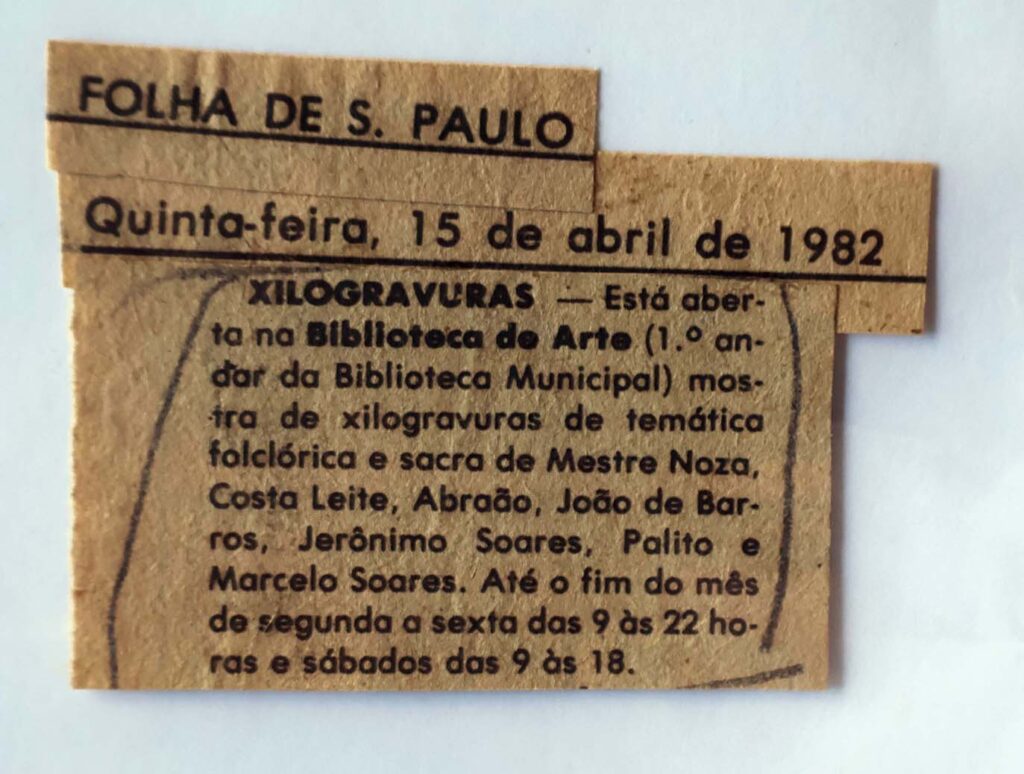 FOLHA DE S. PAULO
Quinta-feira, 15 de abril de 1982
XILOGRAVURAS — Está aber-
ta na Biblioteca de Arte (1.º an-
dar da Biblioteca Municipal) mos-
tra de xilogravuras de temática
folclórica e sacra de Mestre Noza,
Costa Leite, Abraão, João de Bar-
ros, Jerônimo Soares, Palito e
Marcelo Soares. Até o fim do mês
de segunda a sexta das 9 às 22 ho-
ras e sábados das 9 às 18.